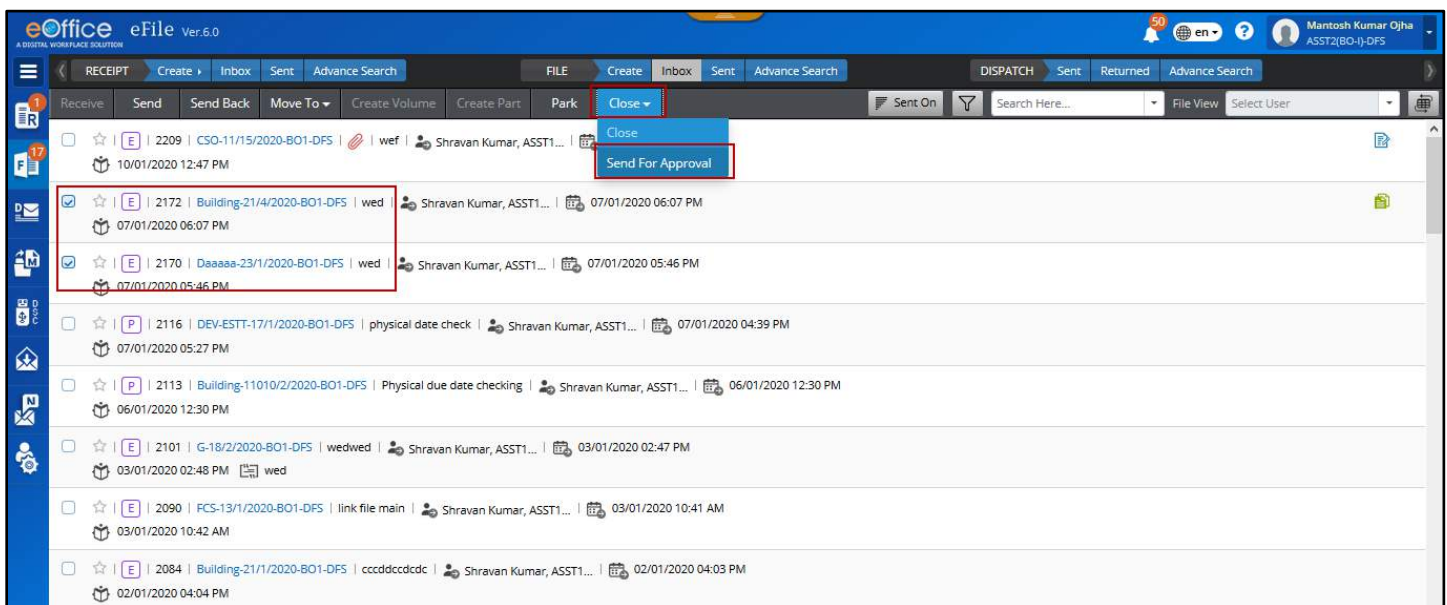 eOffice eFile Ver.6.0 50 en ? Mantosh Kumar Ojha
A DIGITAL WORKPLACE SOLUTION ASST2(BO-I)-DFS
RECEIPT Create Inbox Sent Advance Search FILE Create Inbox Sent Advance Search DISPATCH Sent Returned Advance Search
Receive Send Send Back Move To Create Volume Create Part Park Close Sent On Search Here... File View Select User
Close
Send For Approval
1
R
17
F
D
M
DSC
N
E | 2209 | CSO-11/15/2020-BO1-DFS | wef | Shravan Kumar, ASST1... |
10/01/2020 12:47 PM
E | 2172 | Building-21/4/2020-BO1-DFS | wed | Shravan Kumar, ASST1... | 07/01/2020 06:07 PM
07/01/2020 06:07 PM
E | 2170 | Daaaaa-23/1/2020-BO1-DFS | wed | Shravan Kumar, ASST1... | 07/01/2020 05:46 PM
07/01/2020 05:46 PM
P | 2116 | DEV-ESTT-17/1/2020-BO1-DFS | physical date check | Shravan Kumar, ASST1... | 07/01/2020 04:39 PM
07/01/2020 05:27 PM
P | 2113 | Building-11010/2/2020-BO1-DFS | Physical due date checking | Shravan Kumar, ASST1... | 06/01/2020 12:30 PM
06/01/2020 12:30 PM
E | 2101 | G-18/2/2020-BO1-DFS | wedwed | Shravan Kumar, ASST1... | 03/01/2020 02:47 PM
03/01/2020 02:48 PM wed
E | 2090 | FCS-13/1/2020-BO1-DFS | link file main | Shravan Kumar, ASST1... | 03/01/2020 10:41 AM
03/01/2020 10:42 AM
E | 2084 | Building-21/1/2020-BO1-DFS | cccddccdcdc | Shravan Kumar, ASST1... | 02/01/2020 04:03 PM
02/01/2020 04:04 PM